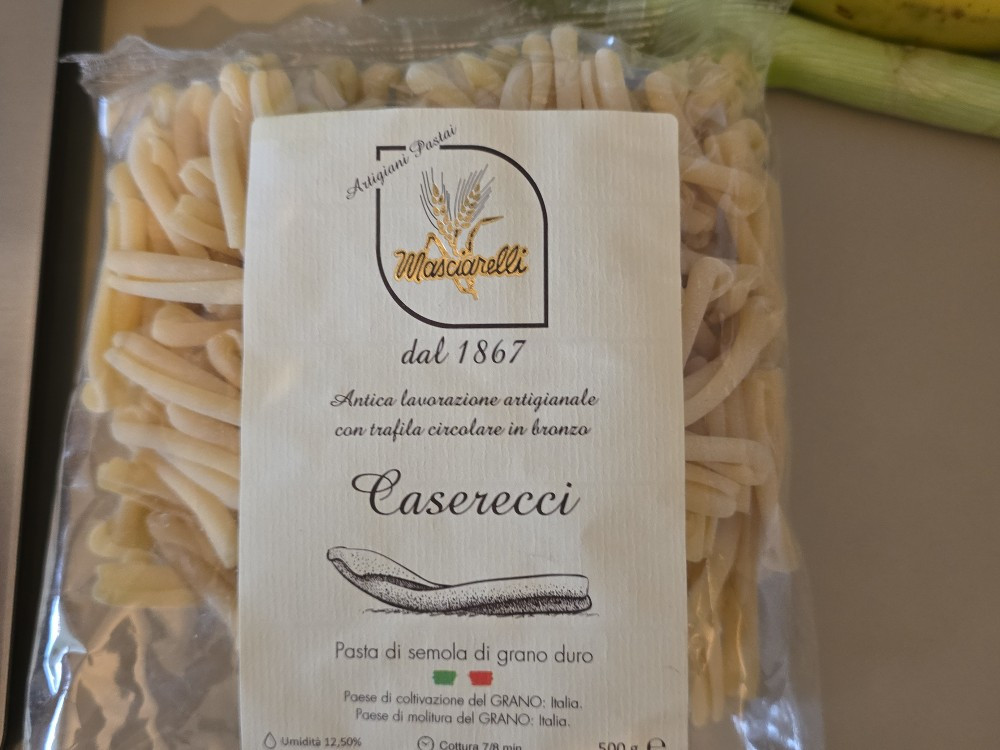 Artigiani Pastai
Masciarelli
dal 1867
Antica lavorazione artigianale
con trafila circolare in bronzo
Caserecci
Pasta di semola di grano duro
Paese di coltivazione del GRANO: Italia.
Paese di molitura del GRANO: Italia.
Umidità 12,50% Cottura 7/8 min 500 g ℮